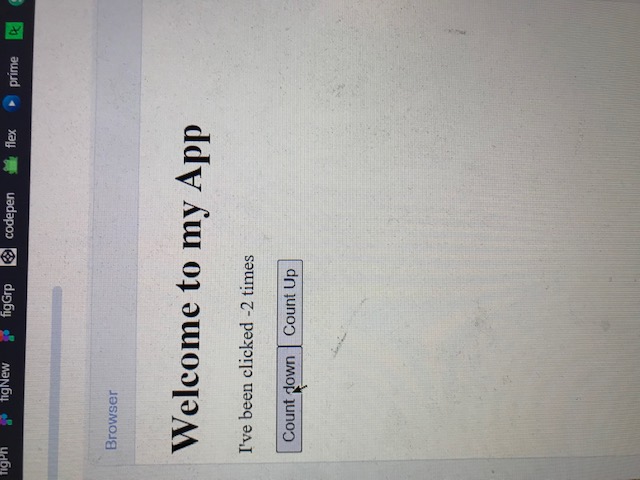 figPh figNew figGrp codepen flex prime
Browser
Welcome to my App
I've been clicked -2 times
Count down Count Up